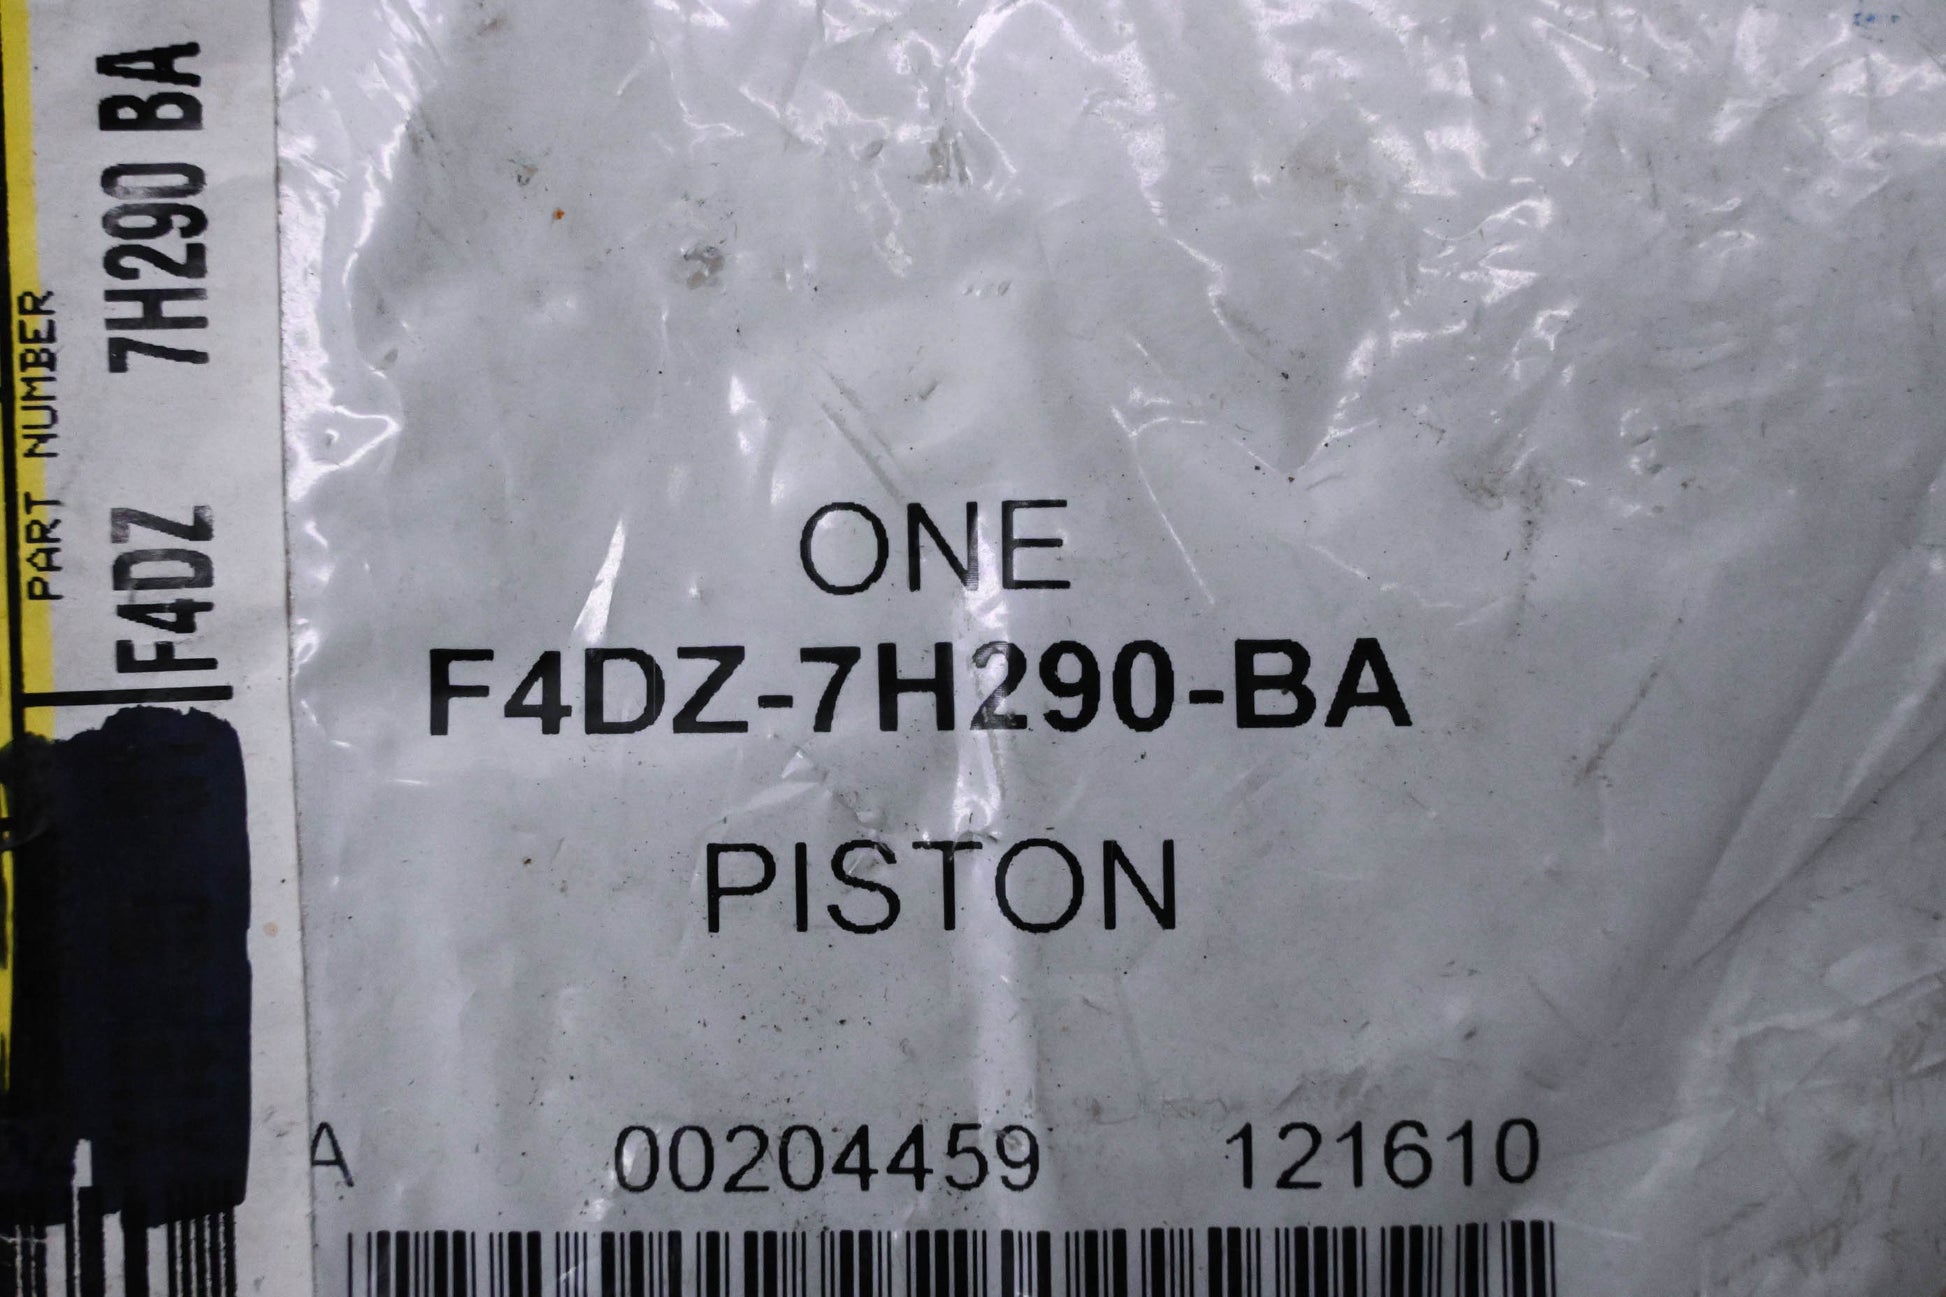 PART NUMBER
F4DZ 7H290 BA
ONE
F4DZ-7H290-BA
PISTON
A 00204459 121610